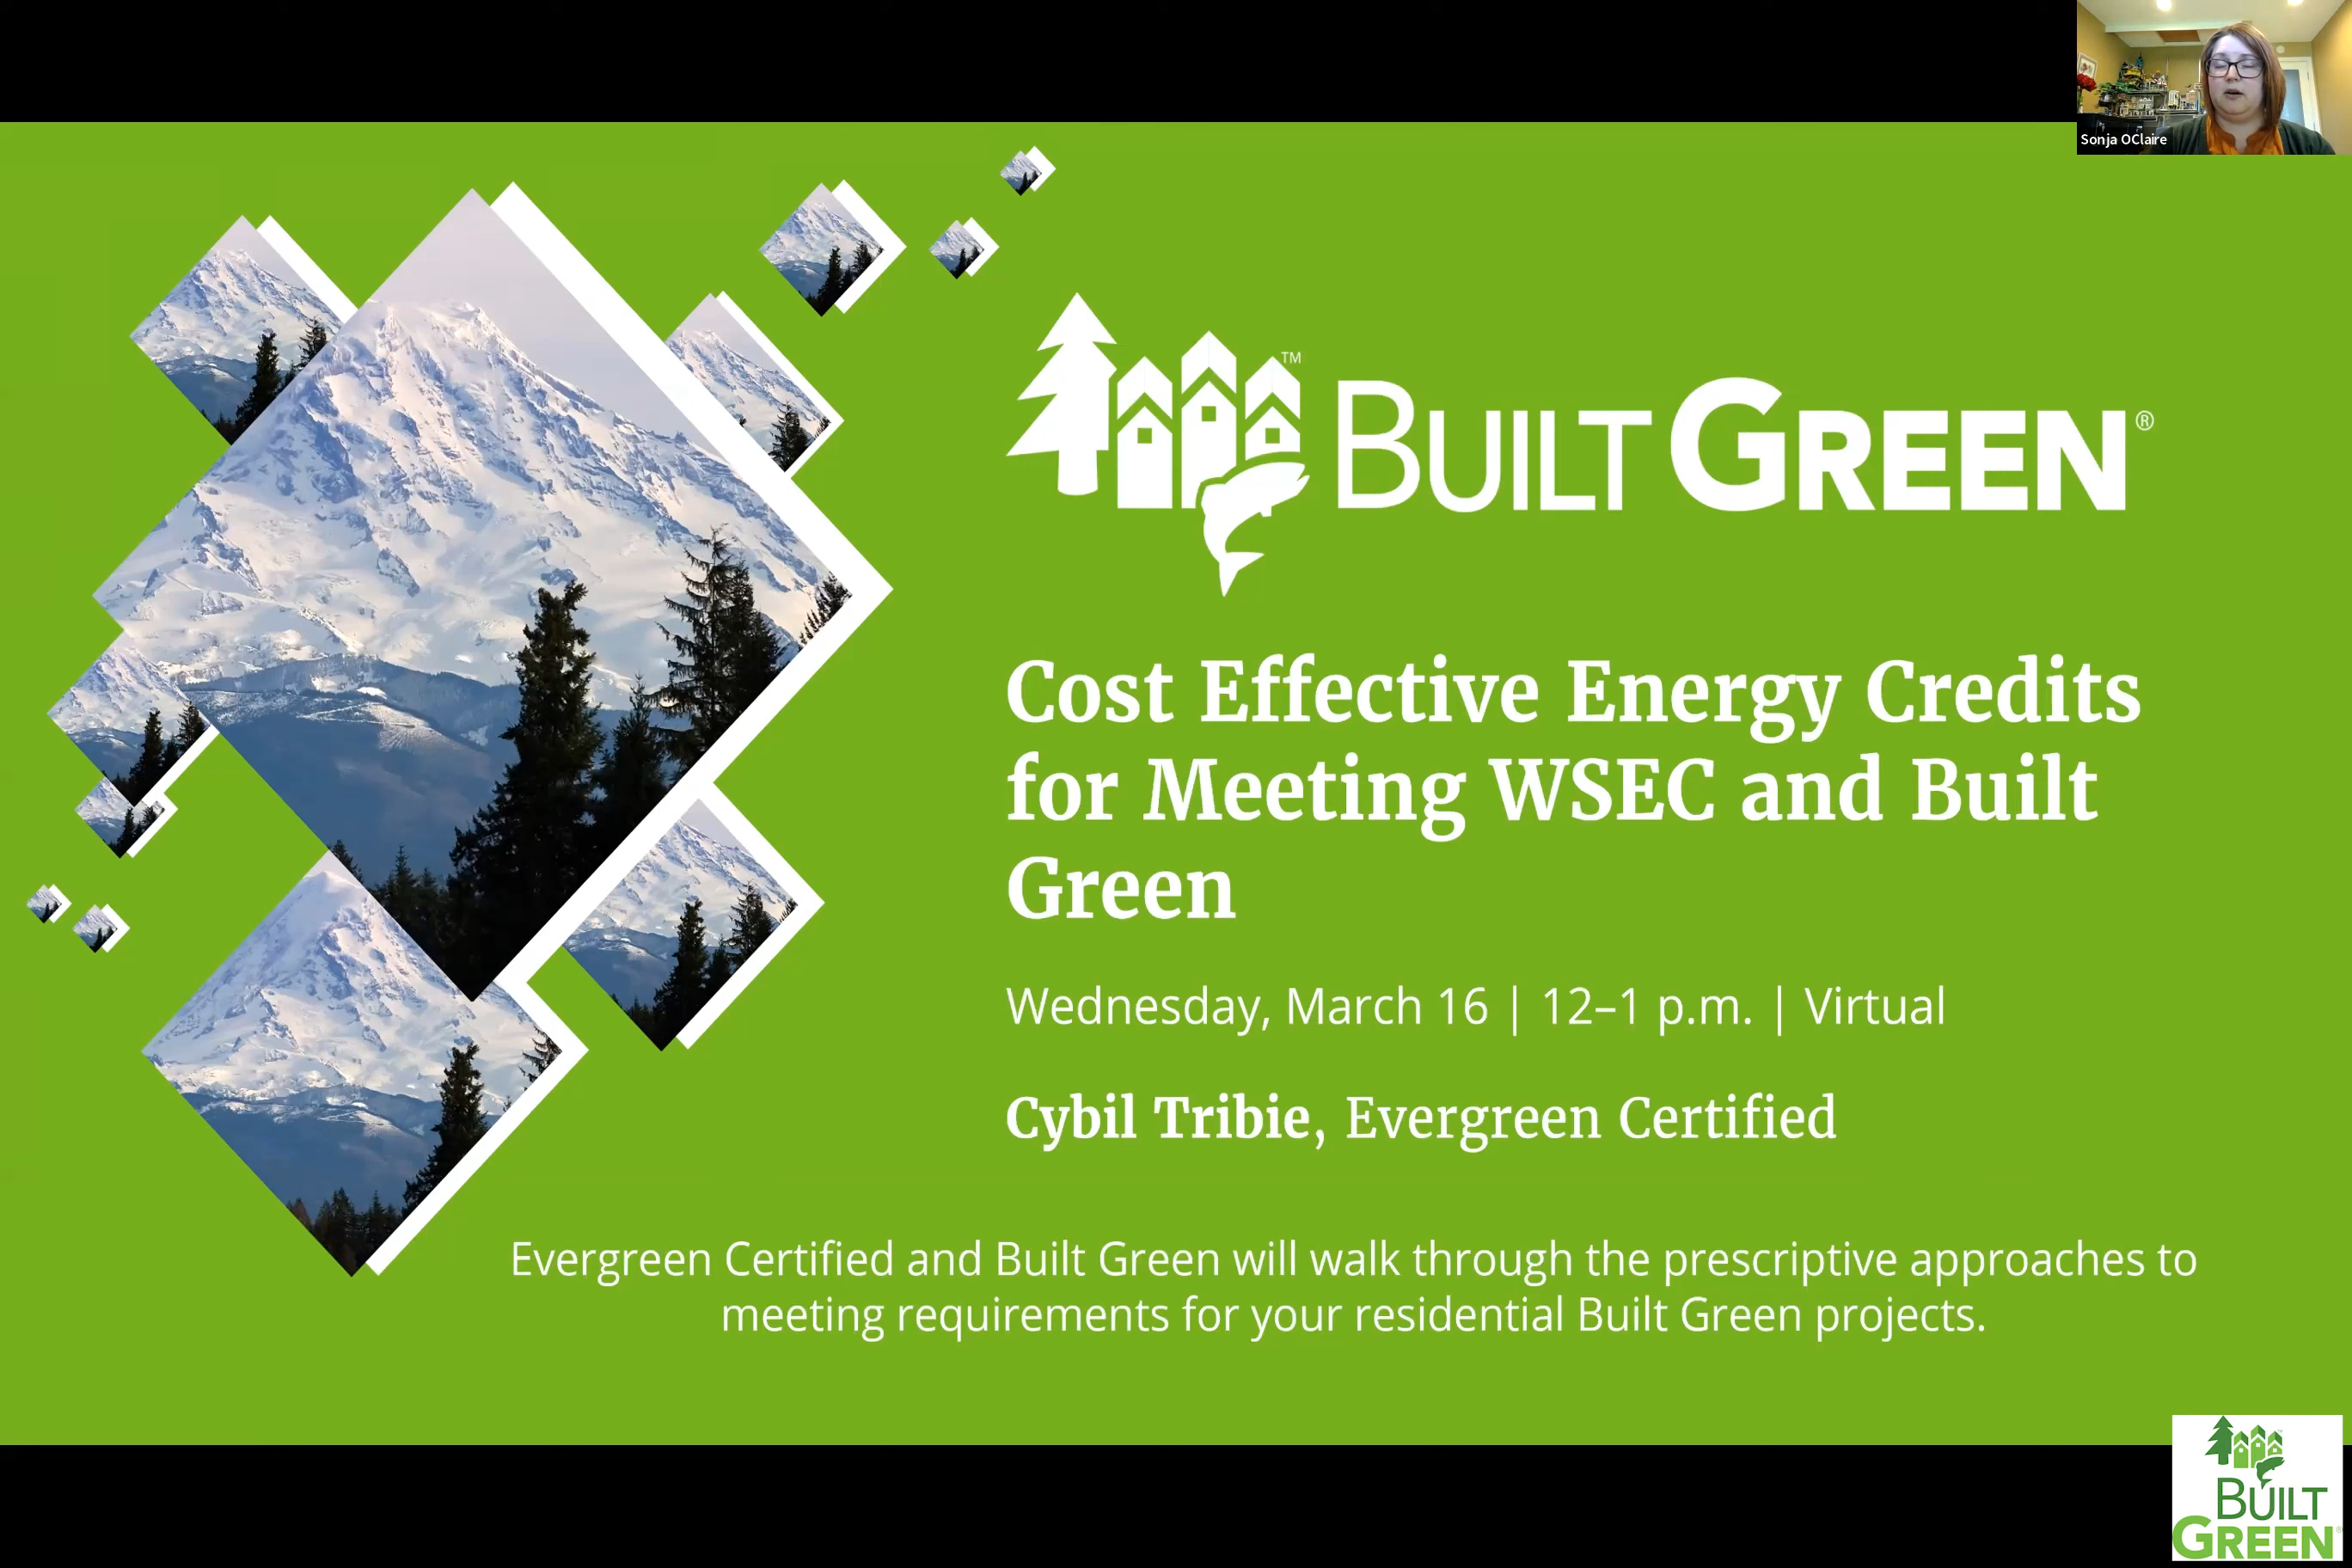 Sonja OClaire
™
BUILT GREEN®
Cost Effective Energy Credits
for Meeting WSEC and Built
Green
Wednesday, March 16 | 12–1 p.m. | Virtual
Cybil Tribie, Evergreen Certified
Evergreen Certified and Built Green will walk through the prescriptive approaches to
meeting requirements for your residential Built Green projects.
BUILT
GREEN